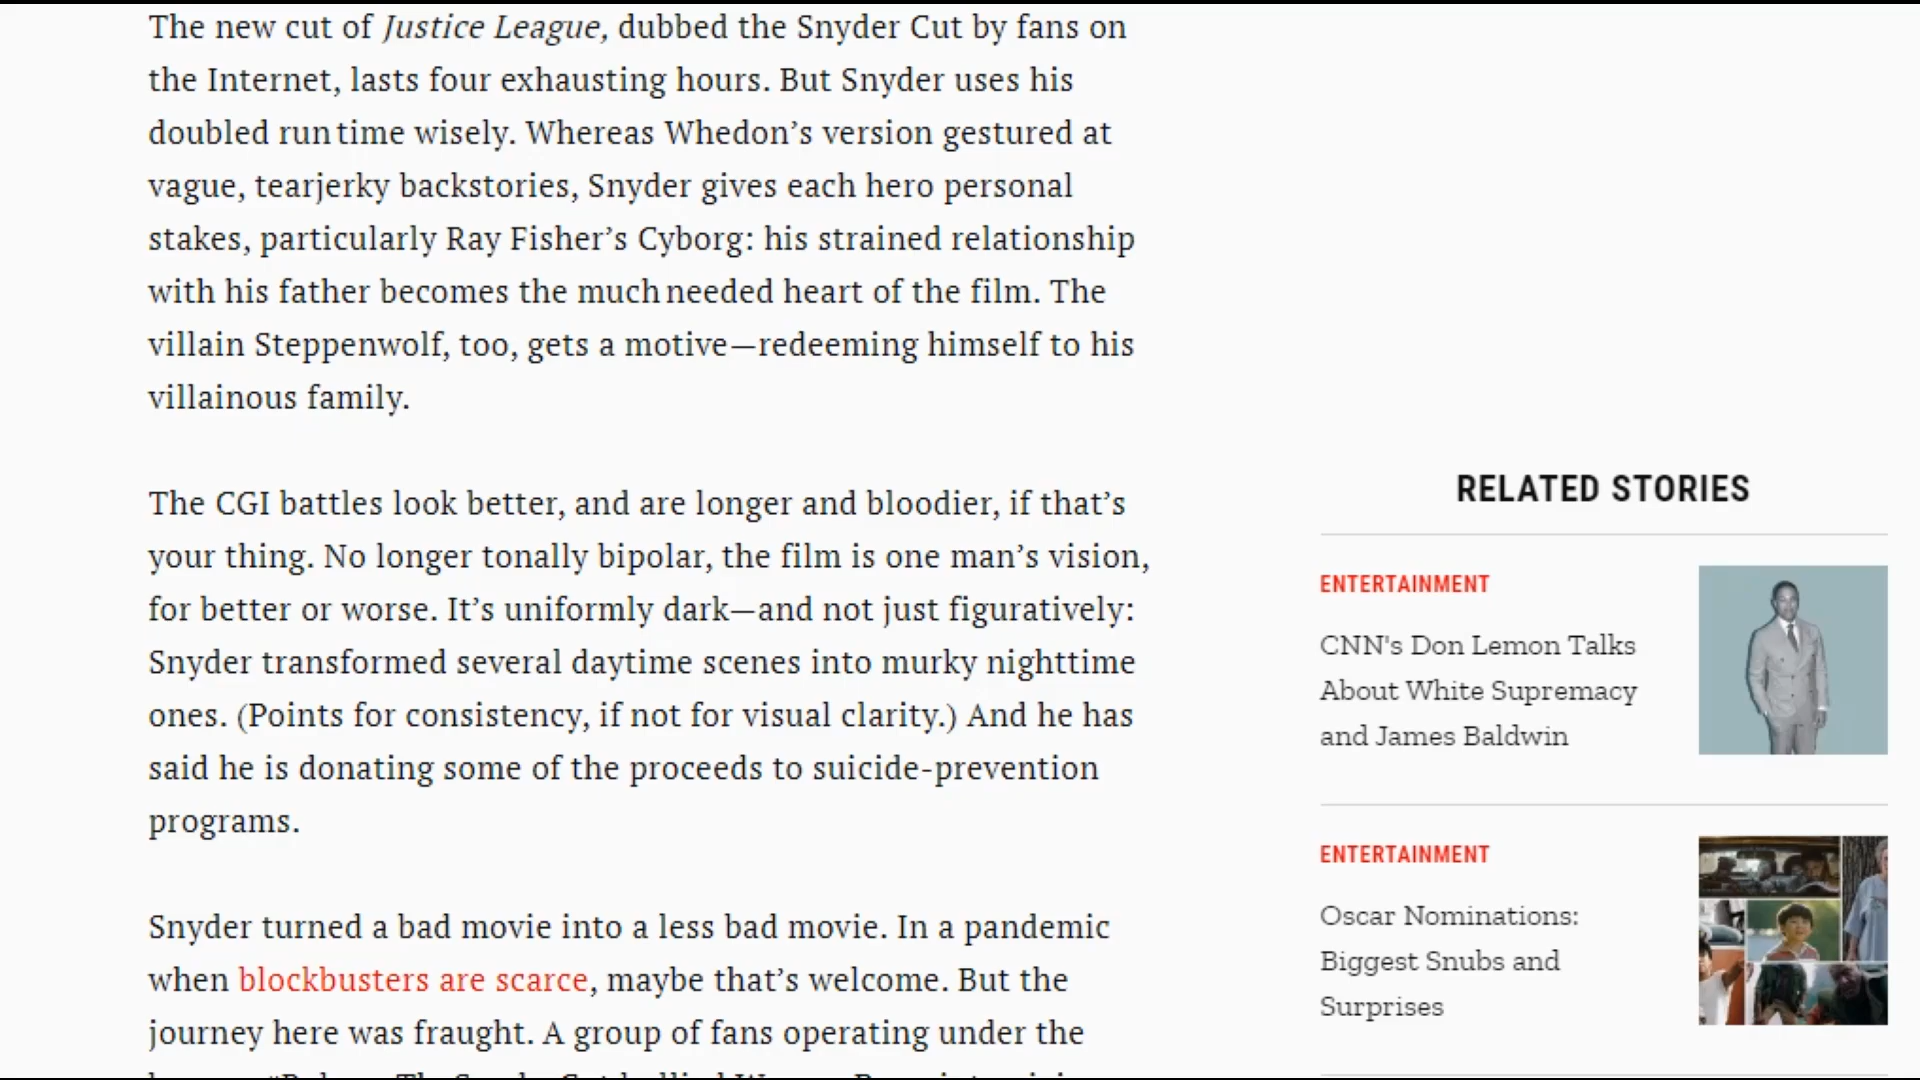 The new cut of Justice League, dubbed the Snyder Cut by fans on
the Internet, lasts four exhausting hours. But Snyder uses his
doubled runtime wisely. Whereas Whedon’s version gestured at
vague, tearjerky backstories, Snyder gives each hero personal
stakes, particularly Ray Fisher’s Cyborg: his strained relationship
with his father becomes the much needed heart of the film. The
villain Steppenwolf, too, gets a motive—redeeming himself to his
villainous family.
The CGI battles look better, and are longer and bloodier, if that’s
your thing. No longer tonally bipolar, the film is one man’s vision,
for better or worse. It’s uniformly dark—and not just figuratively:
Snyder transformed several daytime scenes into murky nighttime
ones. (Points for consistency, if not for visual clarity.) And he has
said he is donating some of the proceeds to suicide-prevention
programs.
Snyder turned a bad movie into a less bad movie. In a pandemic
when blockbusters are scarce, maybe that’s welcome. But the
journey here was fraught. A group of fans operating under the
RELATED STORIES
ENTERTAINMENT
CNN's Don Lemon Talks
About White Supremacy
and James Baldwin
ENTERTAINMENT
Oscar Nominations:
Biggest Snubs and
Surprises